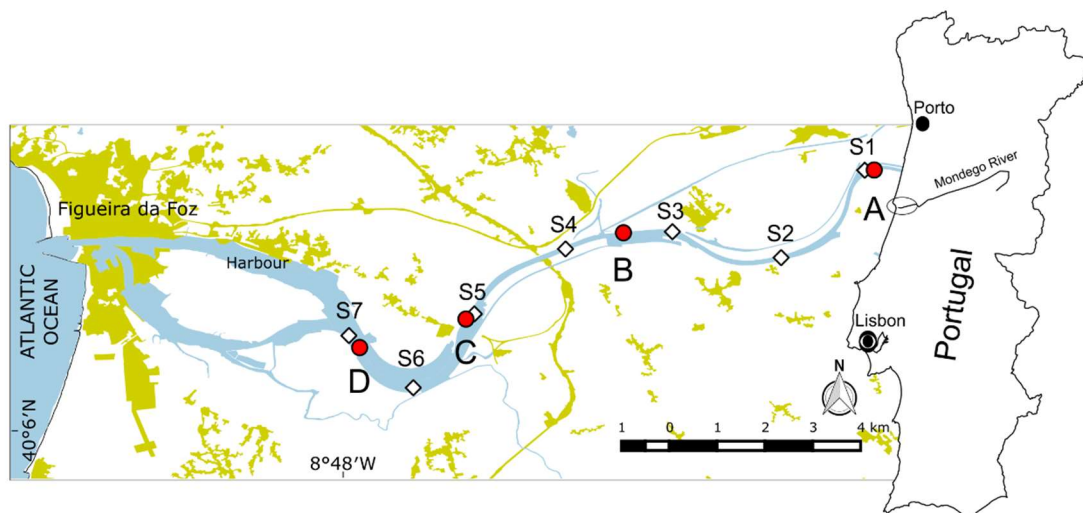 Porto
S1
Mondego River
Figueira da Foz
S4
S3
S2
A
B
Harbour
S5
ATLANTIC
OCEAN
S7
C
S6
D
Lisbon
Portugal
N
40°6'N
8°48'W
1 0 1 2 3 4 km